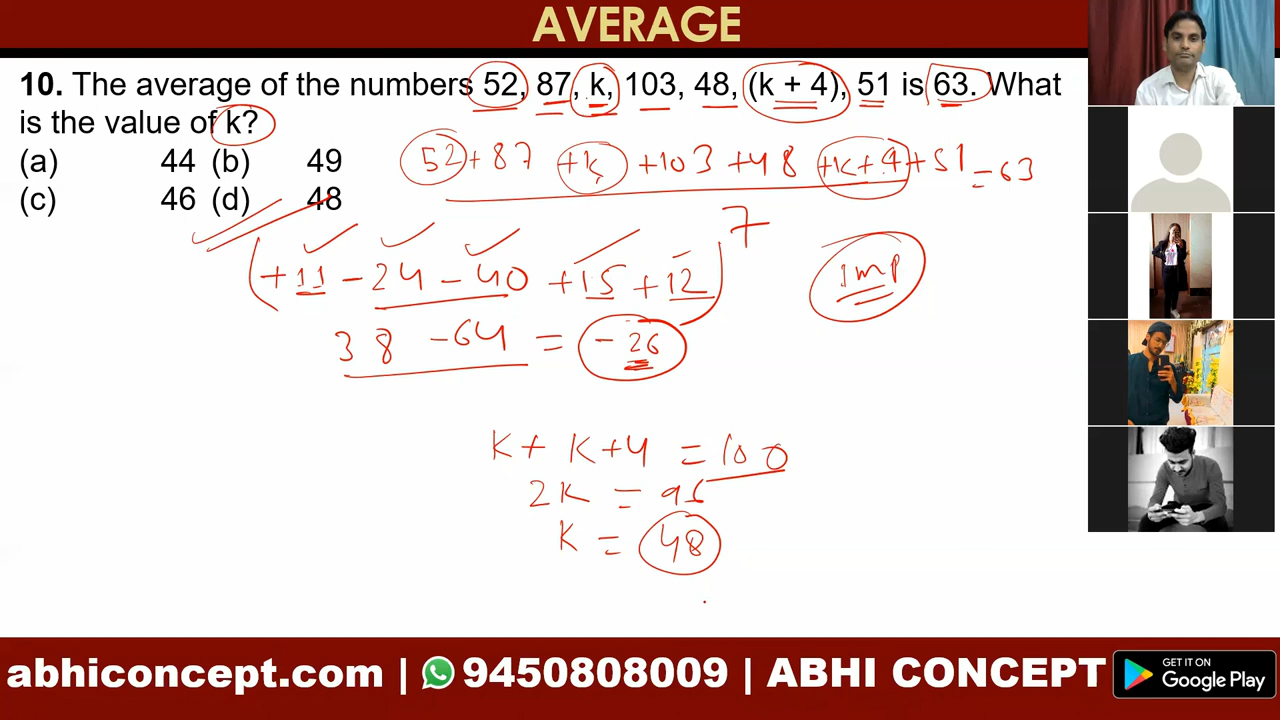 AVERAGE
10. The average of the numbers 52, 87, k, 103, 48, (k + 4), 51 is 63. What
is the value of k?
(a) 44 (b) 49
(c) 46 (d) 48
52 + 87 + k + 103 + 48 + k + 4 + 51 = 63
7
(+ 11 - 24 - 40 + 15 + 12)
Imp
38 - 64 = - 26
k + k + 4 = 100
2k = 96
k = 48
abhiconcept.com | 9450808009 | ABHI CONCEPT
GET IT ON
Google Play